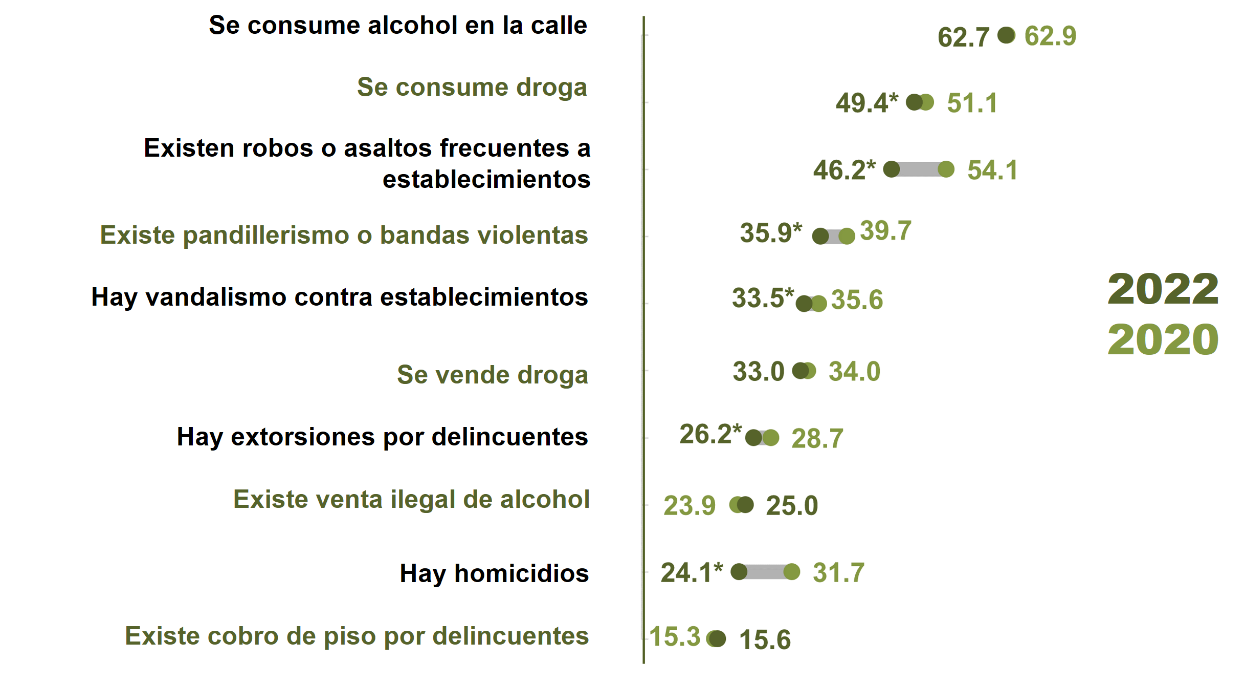 Se consume alcohol en la calle
62.7 62.9
Se consume droga
49.4* 51.1
Existen robos o asaltos frecuentes a
establecimientos
46.2* 54.1
Existe pandillerismo o bandas violentas
35.9* 39.7
Hay vandalismo contra establecimientos
33.5* 35.6
2022
2020
Se vende droga
33.0 34.0
Hay extorsiones por delincuentes
26.2* 28.7
Existe venta ilegal de alcohol
23.9 25.0
Hay homicidios
24.1* 31.7
Existe cobro de piso por delincuentes
15.3 15.6